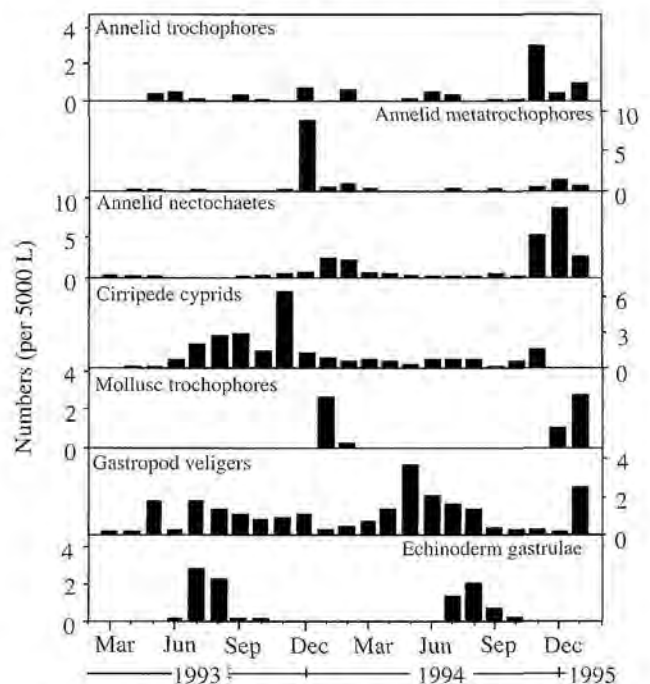 4
Annelid trochophores
2
0
Annelid metatrochophores
10
5
0
10
Annelid nectochaetes
5
0
Cirripede cyprids
6
3
0
4
Mollusc trochophores
2
0
Gastropod veligers
4
2
0
4
Echinoderm gastrulae
2
0
Numbers (per 5000 L)
Mar Jun Sep Dec Mar Jun Sep Dec
1993 1994 1995